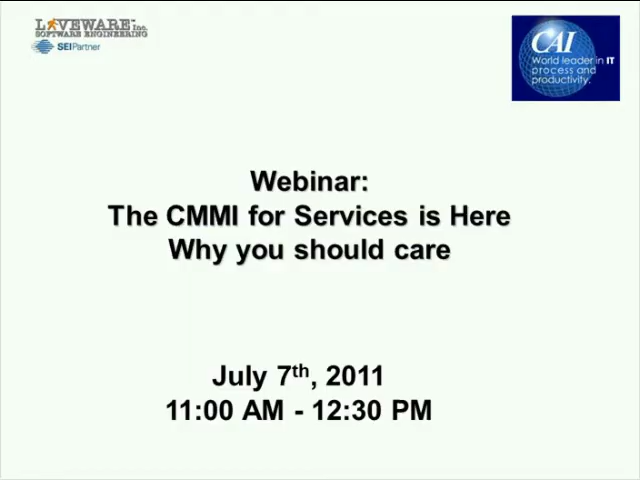 LIVEWARE Inc.
SOFTWARE ENGINEERING
SEI Partner
CAI
World leader in IT
process and
productivity.
Webinar:
The CMMI for Services is Here
Why you should care
July 7th, 2011
11:00 AM - 12:30 PM